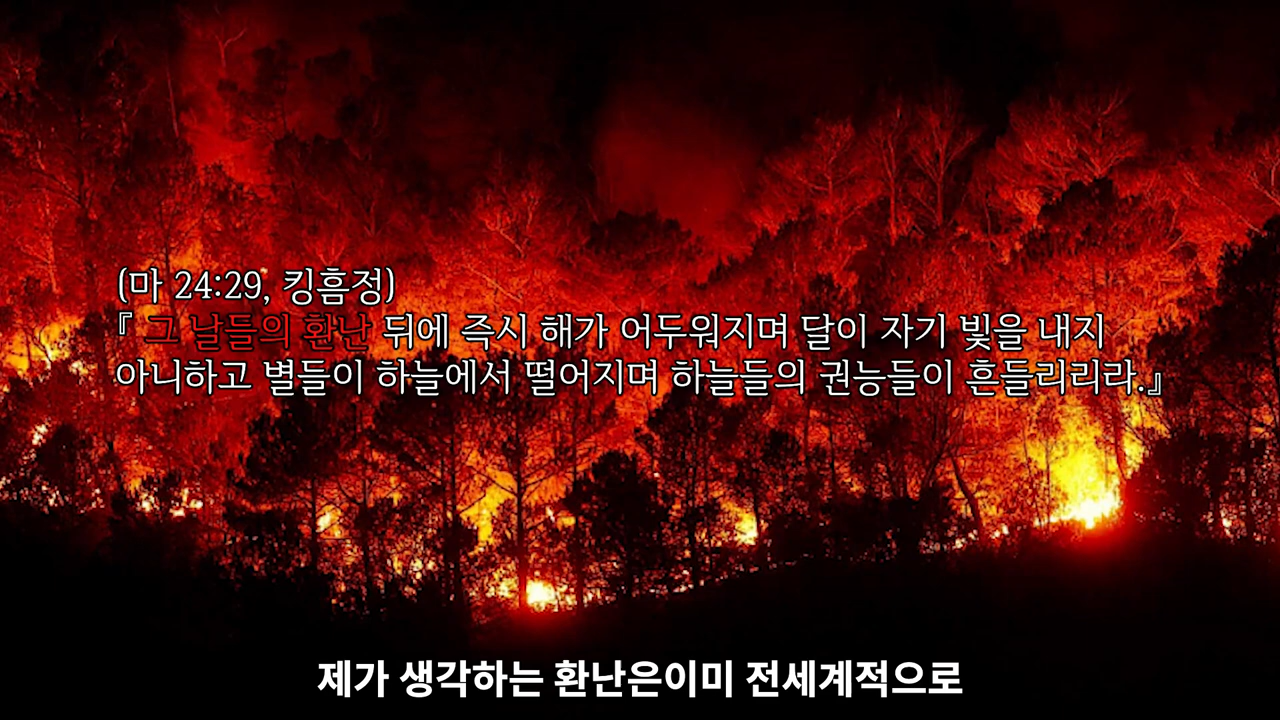 (마 24:29, 킹흠정)
『 그 날들의 환난 뒤에 즉시 해가 어두워지며 달이 자기 빛을 내지
아니하고 별들이 하늘에서 떨어지며 하늘들의 권능들이 흔들리리라.』
제가 생각하는 환난은이미 전세계적으로